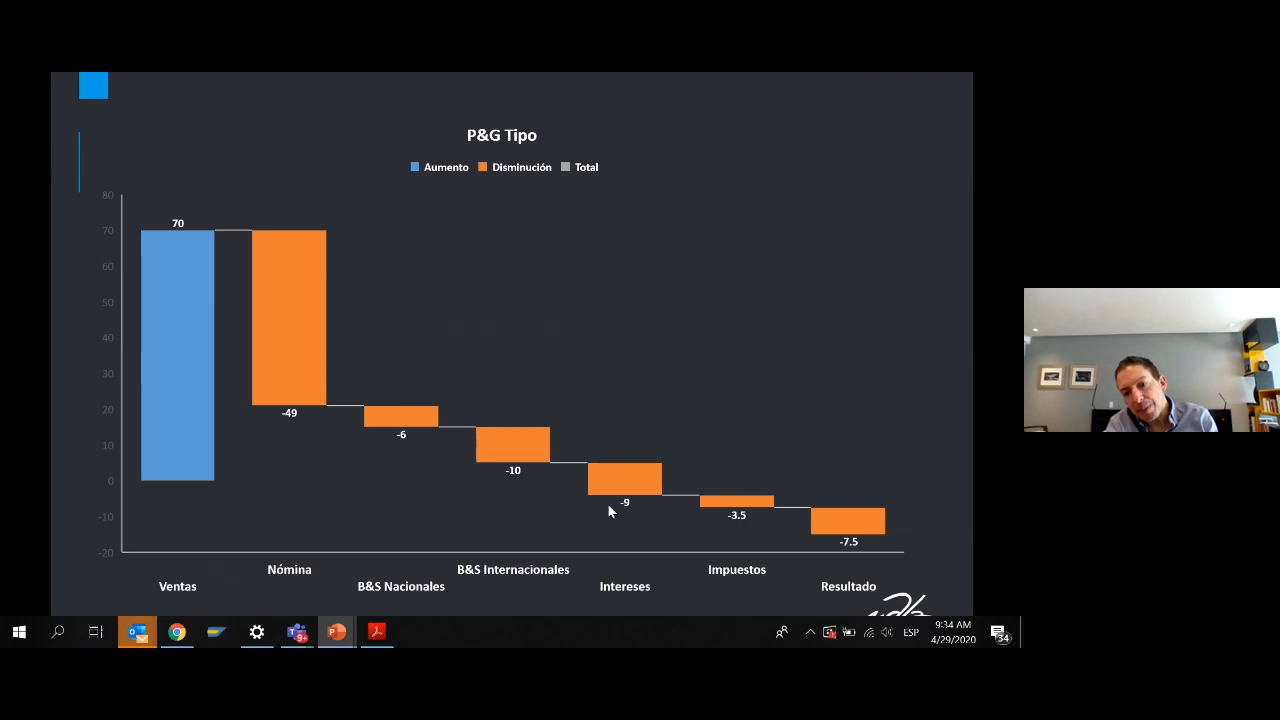 P&G Tipo
Aumento Disminución Total
80
70
60
50
40
30
20
10
0
-10
-20
70
-49
-6
-10
-9
-3.5
-7.5
Ventas
Nómina
B&S Nacionales
B&S Internacionales
Intereses
Impuestos
Resultado
9+
ESP
9:34 AM
4/29/2020
34